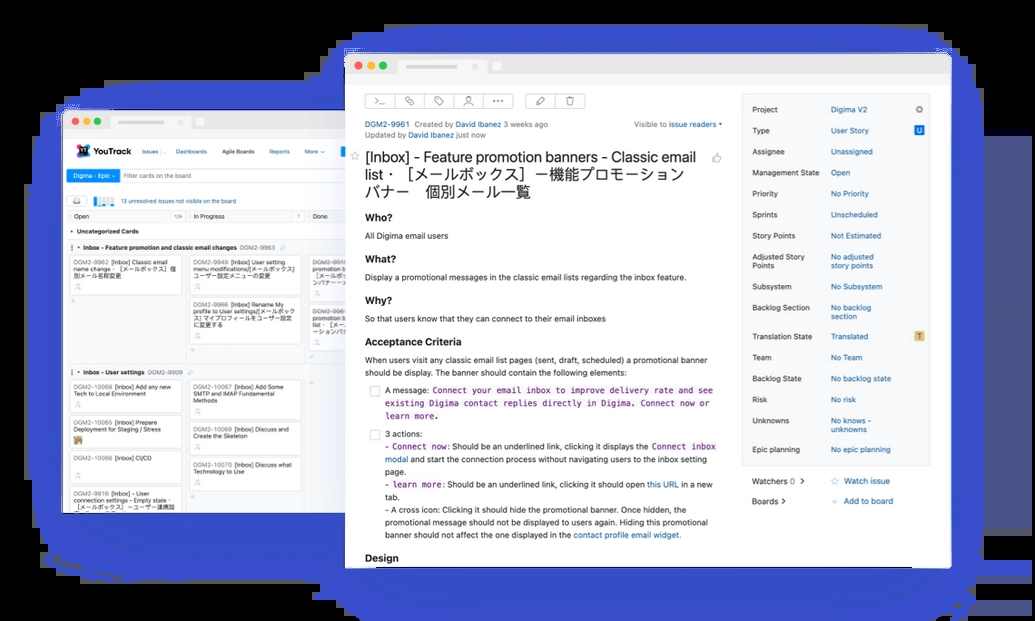 YouTrack
Issues
Dashboards
Agile Boards
Reports
More
Digma - Epic
Filter cards on the board
13 unresolved issues not visible on the board
Open
126
In Progress
7
Done
Uncategorized Cards
Inbox - Feature promotion and classic email changes DGM2-9963
DGM2-9962 [Inbox] Classic email
name change · ［メールボックス］個
別メール名称変更
DGM2-9949 [Inbox] User setting
menu modifications/[メールボックス]
ユーザー設定メニューの変更
DGM2-9966 [Inbox] Rename My
profile to User settings/[メールボック
ス] マイプロフィールをユーザー設定
に変更する
Inbox - User settings DGM2-9909
DGM2-10068 [Inbox] Add any new
Tech to Local Environment
DGM2-10065 [Inbox] Prepare
Deployment for Staging / Stress
DGM2-10066 [Inbox] CI/CD
DGM2-9916 [Inbox] - User
connection settings - Empty state ·
［メールボックス］ーユーザー連携設
DGM2-10067 [Inbox] Add Some
SMTP and IMAP Fundamental
Methods
DGM2-10069 [Inbox] Discuss and
Create the Skeleton
DGM2-10070 [Inbox] Discuss what
Technology to Use
DGM2-9961 Created by David Ibanez 3 weeks ago
Visible to issue readers
Updated by David Ibanez just now
[Inbox] - Feature promotion banners - Classic email
list · ［メールボックス］ー機能プロモーション
バナー　個別メール一覧
Who?
All Digima email users
What?
Display a promotional messages in the classic email lists regarding the inbox feature.
Why?
So that users know that they can connect to their email inboxes
Acceptance Criteria
When users visit any classic email list pages (sent, draft, scheduled) a promotional banner
should be display. The banner should contain the following elements:
A message: Connect your email inbox to improve delivery rate and see
existing Digima contact replies directly in Digima. Connect now or
learn more.
3 actions:
- Connect now: Should be an underlined link, clicking it displays the Connect inbox
modal and start the connection process without navigating users to the inbox setting
page.
- learn more: Should be an underlined link, clicking it should open this URL in a new
tab.
- A cross icon: Clicking it should hide the promotional banner. Once hidden, the
promotional message should not be displayed to users again. Hiding this promotional
banner should not affect the one displayed in the contact profile email widget.
Design
Project Digima V2
Type User Story U
Assignee Unassigned
Management State Open
Priority No Priority
Sprints Unscheduled
Story Points Not Estimated
Adjusted Story No adjusted
Points story points
Subsystem No Subsystem
Backlog Section No backlog
section
Translation State Translated T
Team No Team
Backlog State No backlog state
Risk No risk
Unknowns No knows -
unknowns
Epic planning No epic planning
Watchers 0 Watch issue
Boards Add to board